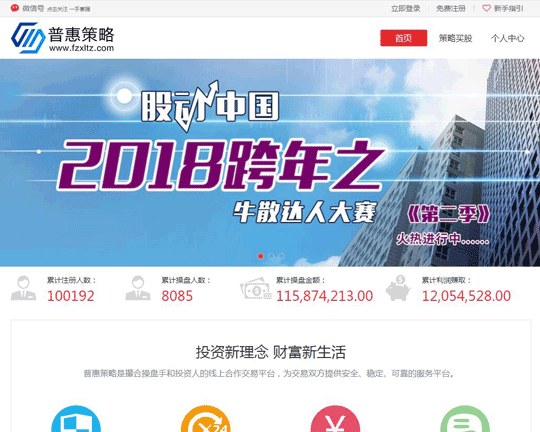 微信号 点击关注 一手掌握
立即登录 免费注册 新手指引
普惠策略
www.fzxltz.com
首页 策略买股 个人中心
股动中国
2018跨年之
牛散达人大赛
《第二季》
火热进行中......
累计注册人数：
100192
累计操盘人数：
8085
累计操盘金额：
115,874,213.00
累计利润赚取：
12,054,528.00
投资新理念 财富新生活
普惠策略是撮合操盘手和投资人的线上合作交易平台，为交易双方提供安全、稳定、可靠的服务平台。
X24
¥